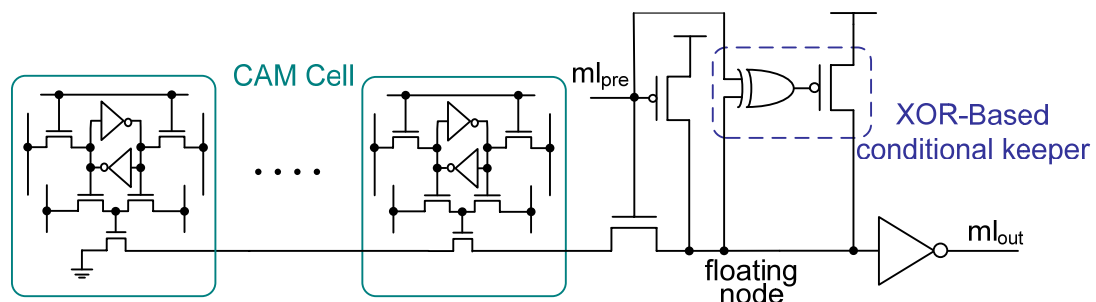 CAM Cell
ml_pre
XOR-Based
conditional keeper
floating
node
ml_out